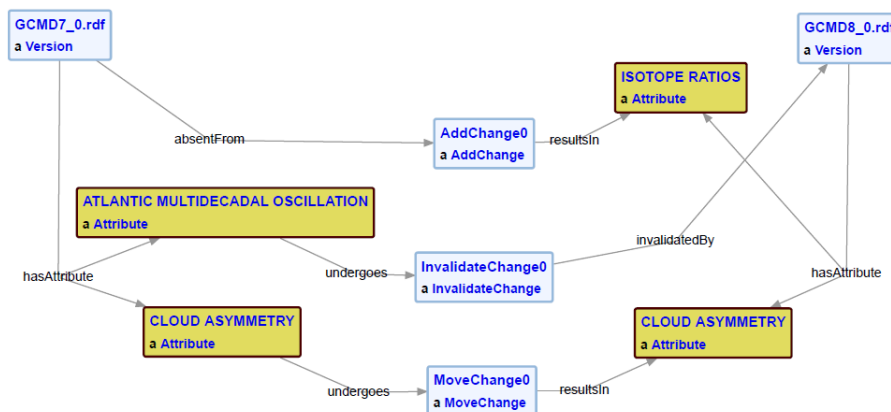 GCMD7_0.rdf
a Version
GCMD8_0.rdf
a Version
ISOTOPE RATIOS
a Attribute
absentFrom
AddChange0
a AddChange
resultsIn
ATLANTIC MULTIDECADAL OSCILLATION
a Attribute
invalidatedBy
hasAttribute
undergoes
InvalidateChange0
a InvalidateChange
hasAttribute
CLOUD ASYMMETRY
a Attribute
CLOUD ASYMMETRY
a Attribute
undergoes
MoveChange0
a MoveChange
resultsIn